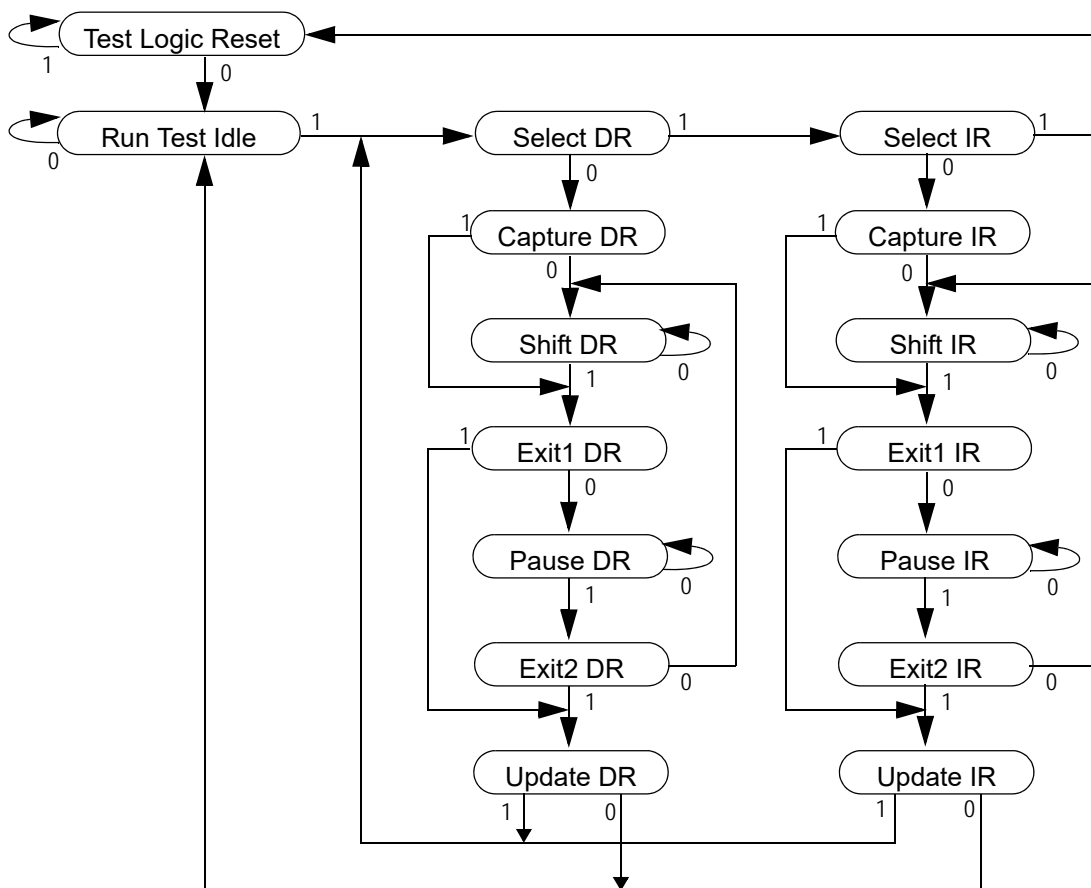 Test Logic Reset
1
0
Run Test Idle
1
0
Select DR
1
0
Select IR
1
0
1
Capture DR
0
1
Capture IR
0
Shift DR
0
1
Shift IR
0
1
1
Exit1 DR
0
1
Exit1 IR
0
Pause DR
0
1
Pause IR
0
1
Exit2 DR
0
1
Exit2 IR
0
1
Update DR
1
0
Update IR
1
0